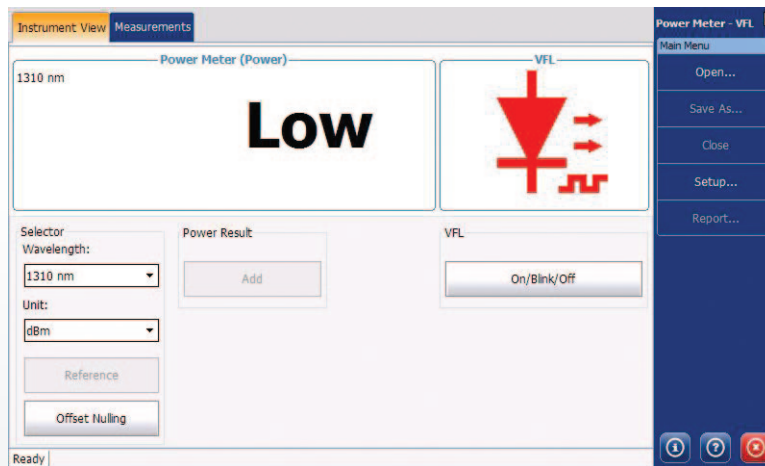 Instrument View
Measurements
Power Meter (Power)
1310 nm
Low
VFL
Selector
Wavelength:
1310 nm
Unit:
dBm
Reference
Offset Nulling
Power Result
Add
VFL
On/Blink/Off
Ready
Power Meter - VFL
Main Menu
Open...
Save As...
Close
Setup...
Report...